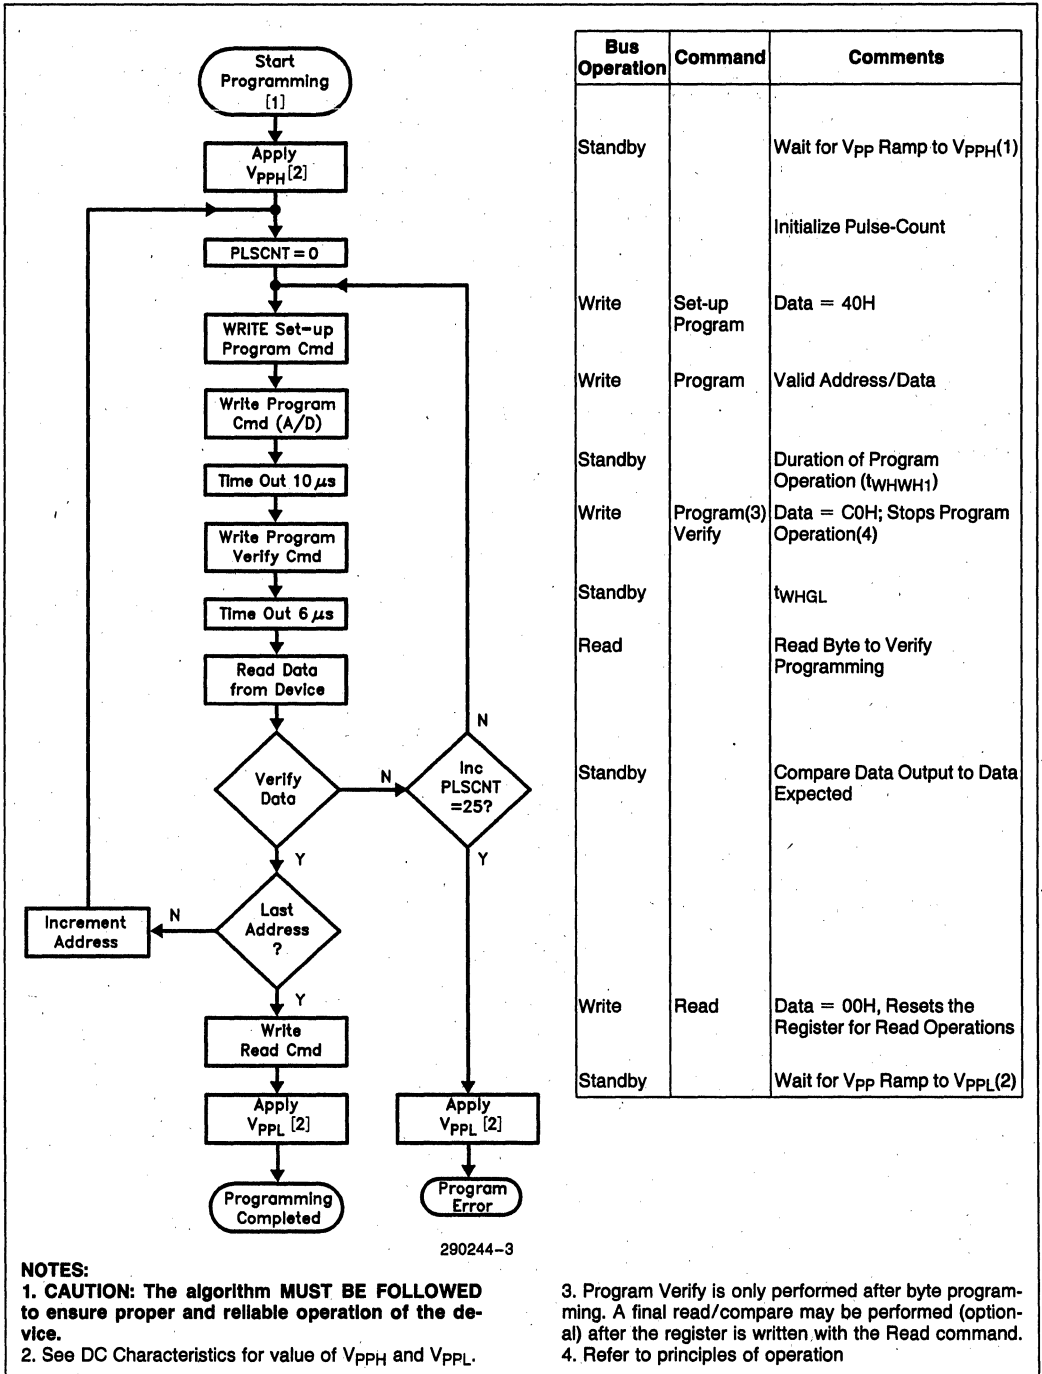 Start
Programming
[1]
Apply
VPPH [2]
PLSCNT = 0
WRITE Set-up
Program Cmd
Write Program
Cmd (A/D)
Time Out 10 μs
Write Program
Verify Cmd
Time Out 6 μs
Read Data
from Device
Verify
Data
N
Inc
PLSCNT
=25?
N
Y
Y
Last
Address
?
N
Increment
Address
Y
Write
Read Cmd
Apply
VPPL [2]
Programming
Completed
Apply
VPPL [2]
Program
Error
290244-3
Bus Operation | Command | Comments
Standby | | Wait for VPP Ramp to VPPH(1)
Initialize Pulse-Count
Write | Set-up Program | Data = 40H
Write | Program | Valid Address/Data
Standby | | Duration of Program
Operation (tWHWH1)
Write | Program(3) Verify | Data = C0H; Stops Program
Operation(4)
Standby | | tWHGL
Read | | Read Byte to Verify
Programming
Standby | | Compare Data Output to Data
Expected
Write | Read | Data = 00H, Resets the
Register for Read Operations
Standby | | Wait for VPP Ramp to VPPL(2)
NOTES:
1. CAUTION: The algorithm MUST BE FOLLOWED
to ensure proper and reliable operation of the de-
vice.
2. See DC Characteristics for value of VPPH and VPPL.
3. Program Verify is only performed after byte program-
ming. A final read/compare may be performed (option-
al) after the register is written with the Read command.
4. Refer to principles of operation